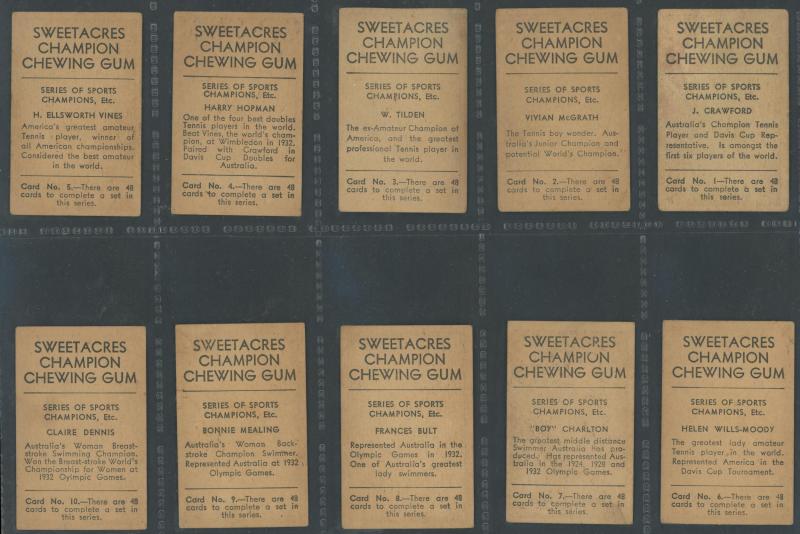 SWEETACRES
CHAMPION
CHEWING GUM
SERIES OF SPORTS
CHAMPIONS, Etc.
H. ELLSWORTH VINES
America's greatest amateur
Tennis player, winner of
all American championships.
Considered the best amateur
in the world.
Card No. 5.—There are 48
cards to complete a set in
this series.
SWEETACRES
CHAMPION
CHEWING GUM
SERIES OF SPORTS
CHAMPIONS, Etc.
HARRY HOPMAN
One of the four best doubles
Tennis players in the world.
Beat Vines, the world's cham-
pion, at Wimbledon in 1932.
Paired with Crawford in
Davis Cup Doubles for
Australia.
Card No. 4.—There are 48
cards to complete a set in
this series.
SWEETACRES
CHAMPION
CHEWING GUM
SERIES OF SPORTS
CHAMPIONS, Etc.
W. TILDEN
The ex-Amateur Champion of
America, and the greatest
professional Tennis player in
the world.
Card No. 3.—There are 48
cards to complete a set in
this series.
SWEETACRES
CHAMPION
CHEWING GUM
SERIES OF SPORTS
CHAMPIONS, Etc.
VIVIAN McGRATH
The Tennis boy wonder. Aus-
tralia's Junior Champion and
potential World's Champion.
Card No. 2.—There are 48
cards to complete a set in
this series.
SWEETACRES
CHAMPION
CHEWING GUM
SERIES OF SPORTS
CHAMPIONS, Etc.
J. CRAWFORD
Australia's Champion Tennis
Player and Davis Cup Rep-
resentative. Is amongst the
first six players of the world.
Card No. 1—There are 48
cards to complete a set in
this series.
SWEETACRES
CHAMPION
CHEWING GUM
SERIES OF SPORTS
CHAMPIONS, Etc.
CLAIRE DENNIS
Australia's Woman Breast-
stroke Swimming Champion.
Won the Breast-stroke World's
Championship for Women at
1932 Olympic Games.
Card No. 10.—There are 48
cards to complete a set in
this series.
SWEETACRES
CHAMPION
CHEWING GUM
SERIES OF SPORTS
CHAMPIONS, Etc.
BONNIE MEALING
Australia's Woman Back-
stroke Champion Swimmer.
Represented Australia at 1932
Olympic Games.
Card No. 9.—There are 48
cards to complete a set in
this series.
SWEETACRES
CHAMPION
CHEWING GUM
SERIES OF SPORTS
CHAMPIONS, Etc.
FRANCES BULT
Represented Australia in the
Olympic Games in 1932.
One of Australia's greatest
lady swimmers.
Card No. 8.—There are 48
cards to complete a set in
this series.
SWEETACRES
CHAMPION
CHEWING GUM
SERIES OF SPORTS
CHAMPIONS, Etc.
"BOY" CHARLTON
The greatest middle distance
Swimmer Australia has pro-
duced. Has represented Aus-
tralia in the 1924, 1928 and
1932 Olympic Games.
Card No. 7.—There are 48
cards to complete a set in
this series.
SWEETACRES
CHAMPION
CHEWING GUM
SERIES OF SPORTS
CHAMPIONS, Etc.
HELEN WILLS-MOODY
The greatest lady amateur
Tennis player in the world.
Represented America in the
Davis Cup Tournament.
Card No. 6.—There are 48
cards to complete a set in
this series.